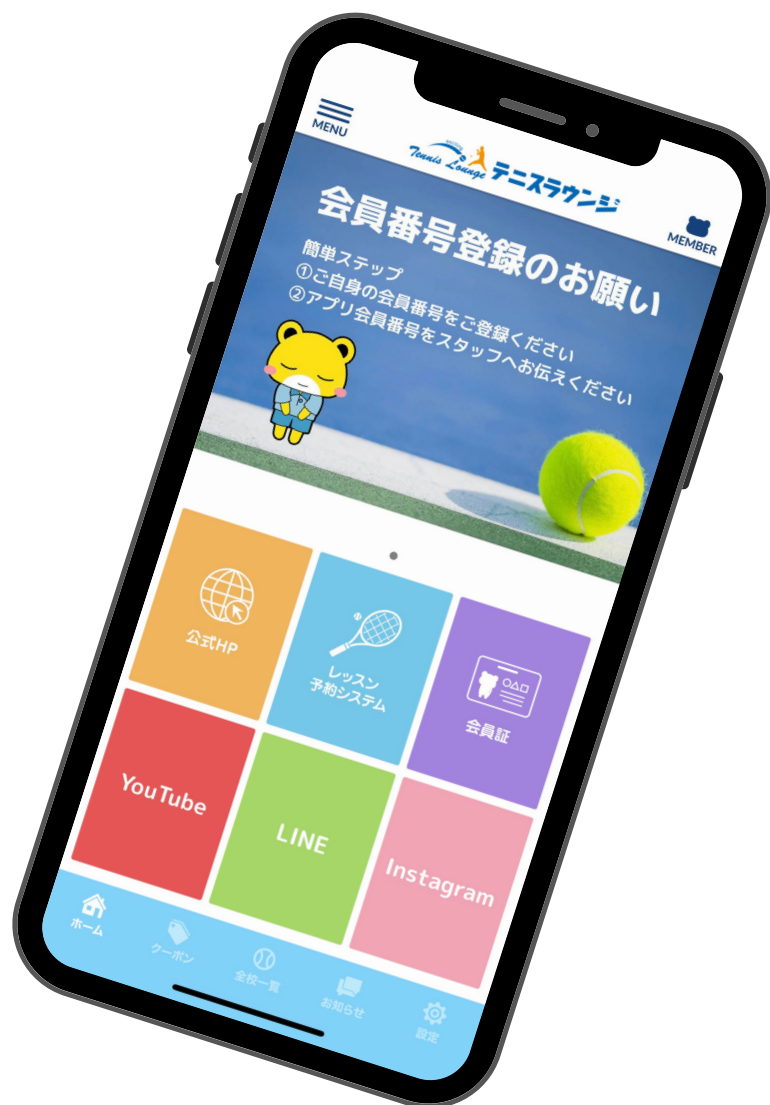 MENU
Tennis Lounge テニスラウンジ
MEMBER
会員番号登録のお願い
簡単ステップ
①ご自身の会員番号をご登録ください
②アプリ会員番号をスタッフへお伝えください
公式HP
レッスン
予約システム
会員証
YouTube
LINE
Instagram
ホーム
クーポン
全校一覧
お知らせ
設定